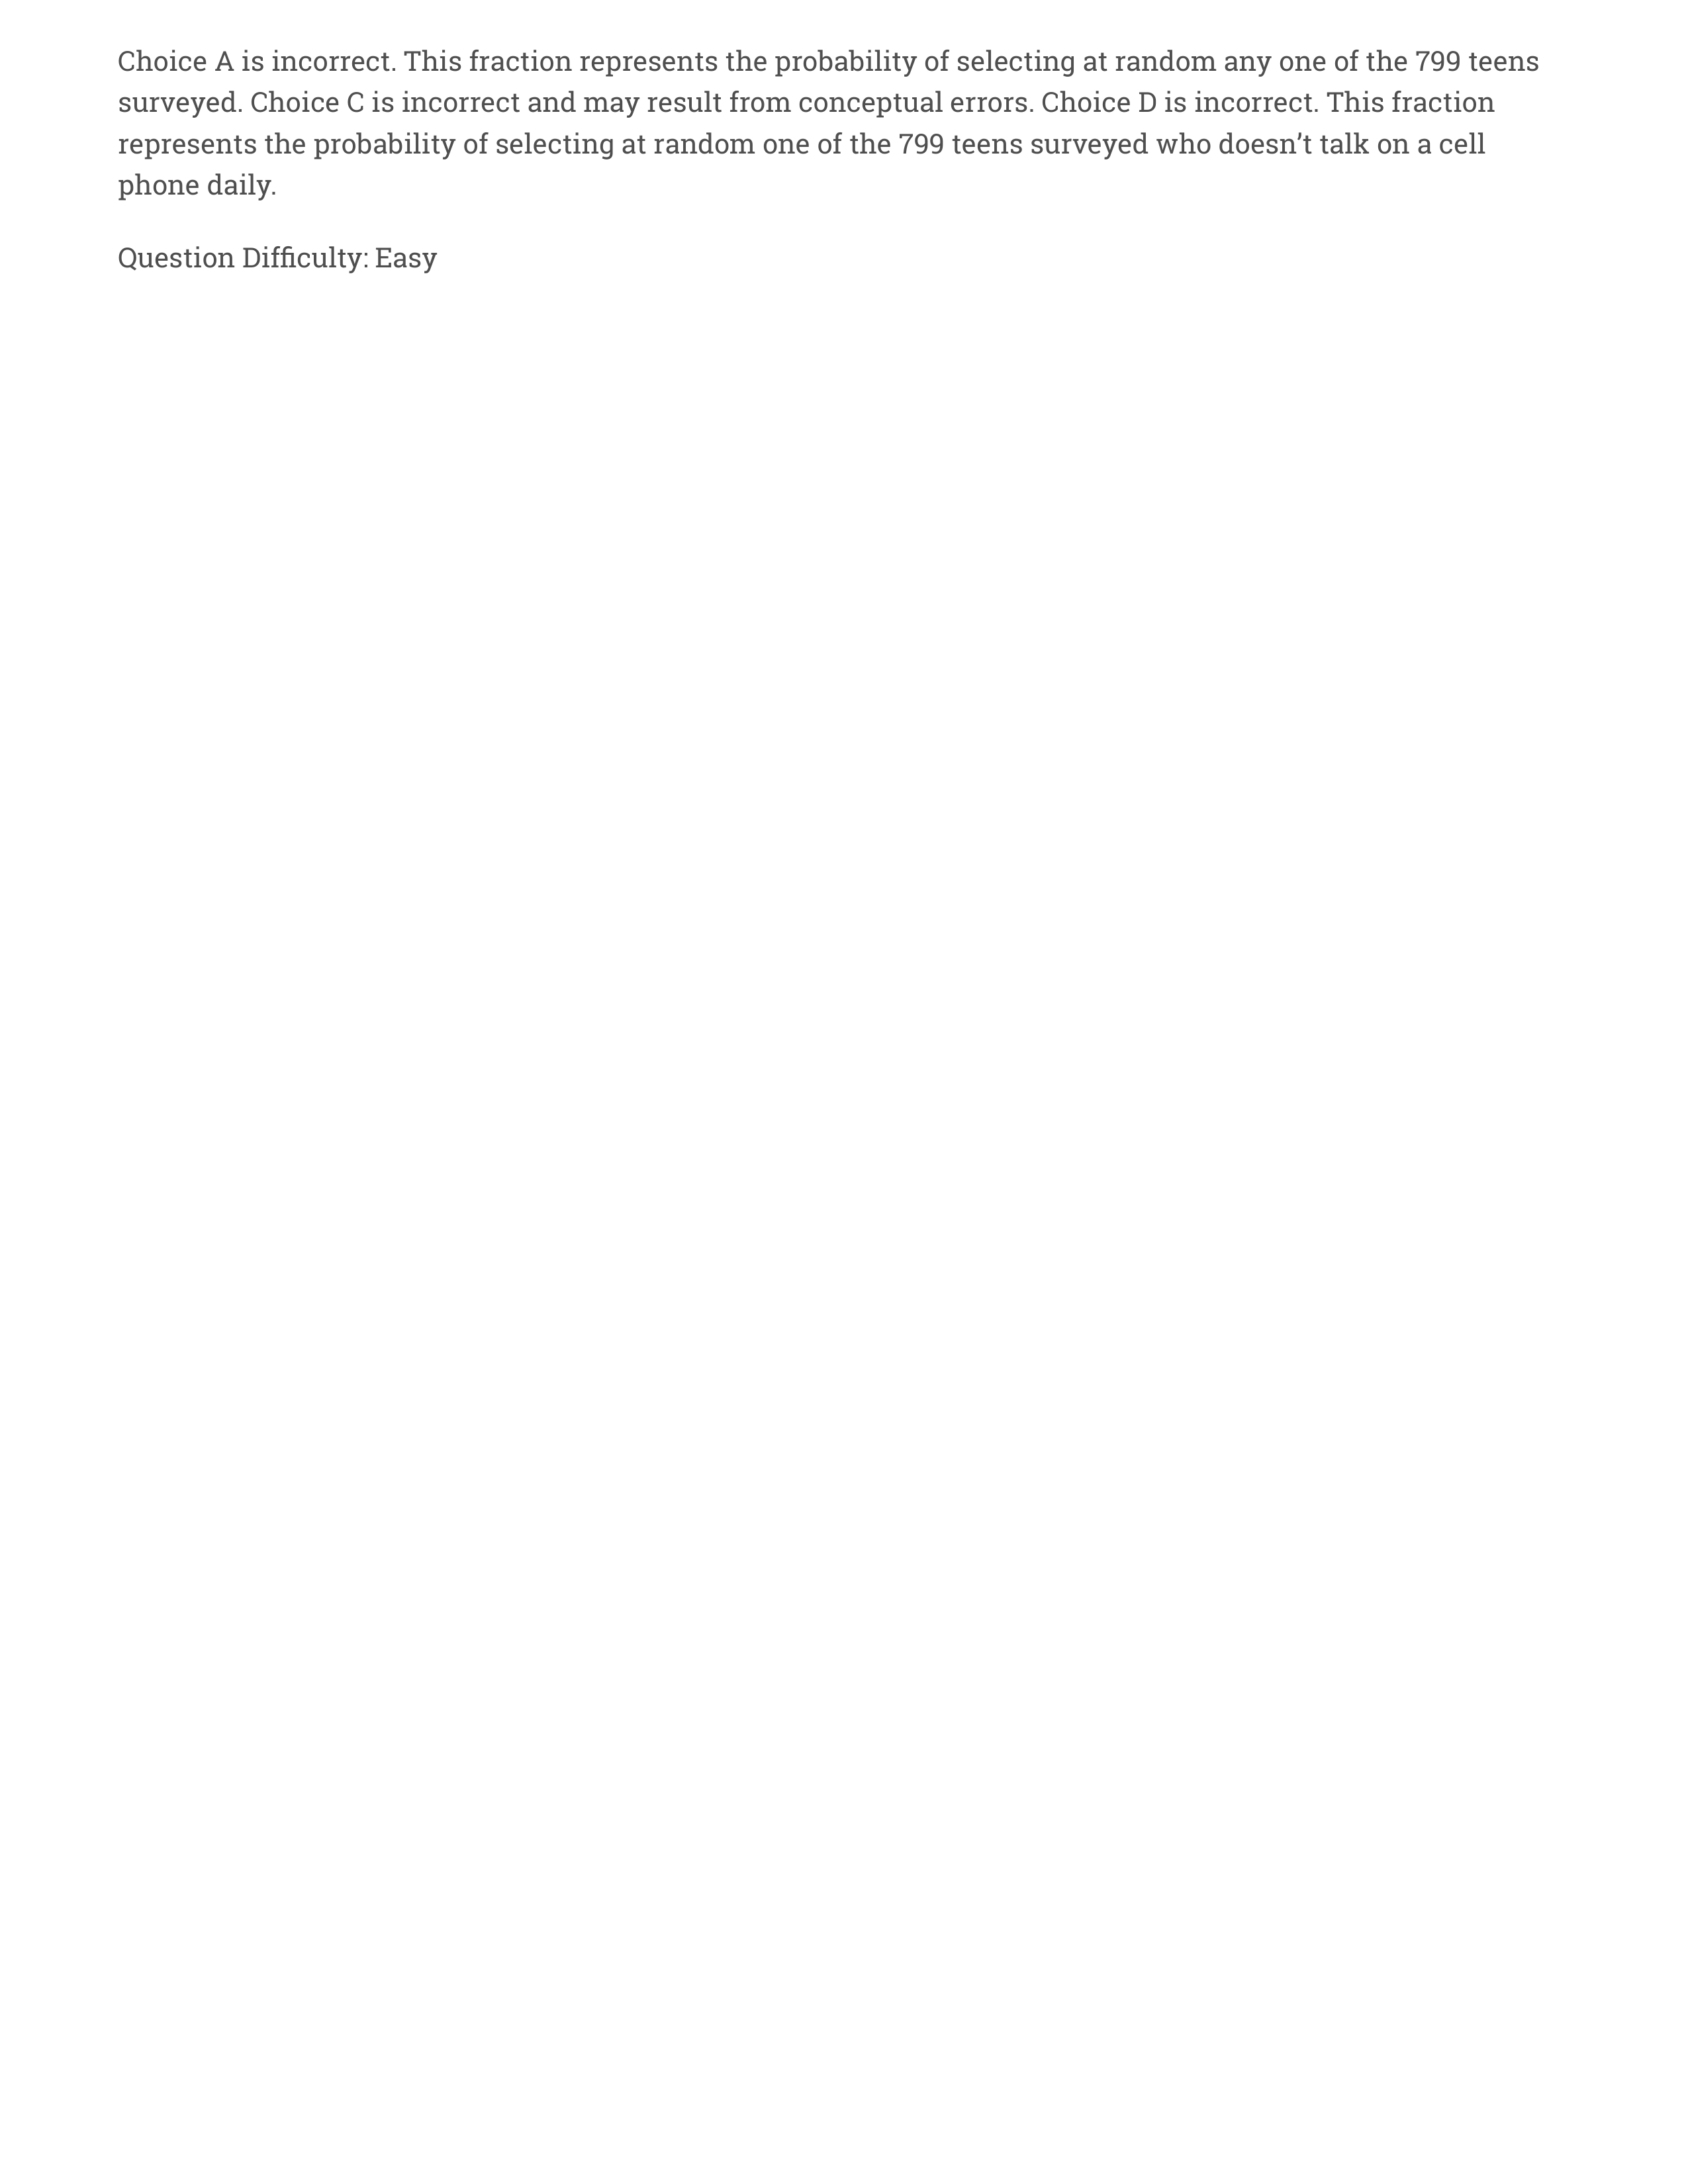 Choice A is incorrect. This fraction represents the probability of selecting at random any one of the 799 teens
surveyed. Choice C is incorrect and may result from conceptual errors. Choice D is incorrect. This fraction
represents the probability of selecting at random one of the 799 teens surveyed who doesn’t talk on a cell
phone daily.
Question Difficulty: Easy